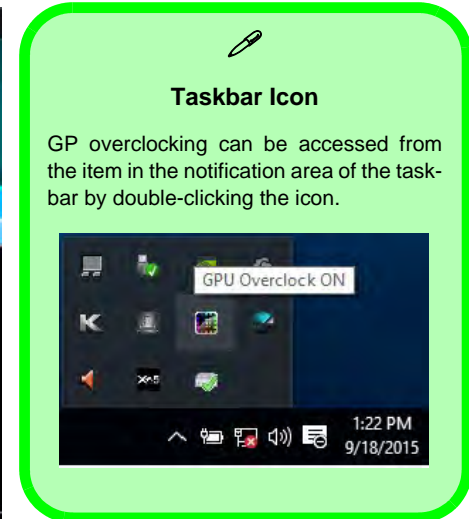 Taskbar Icon
GP overclocking can be accessed from
the item in the notification area of the task-
bar by double-clicking the icon.
GPU Overclock ON
K
X-Fi5
1:22 PM
9/18/2015